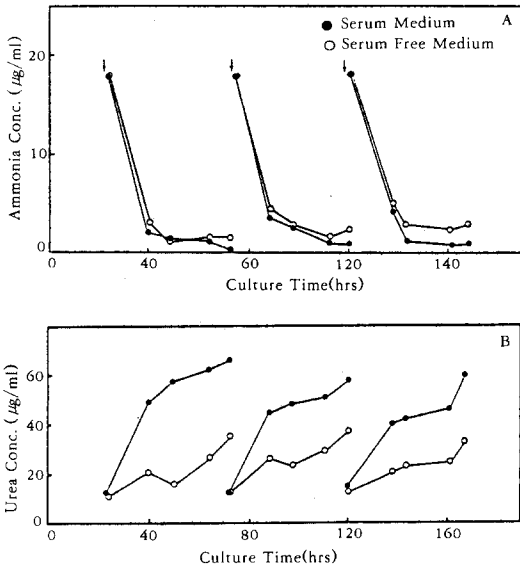 A
● Serum Medium
○ Serum Free Medium
Ammonia Conc. (μg/ml)
20
10
0
0 40 60 120 140
Culture Time(hrs)
B
Urea Conc. (μg/ml)
60
40
20
0
0 40 80 120 160
Culture Time(hrs)